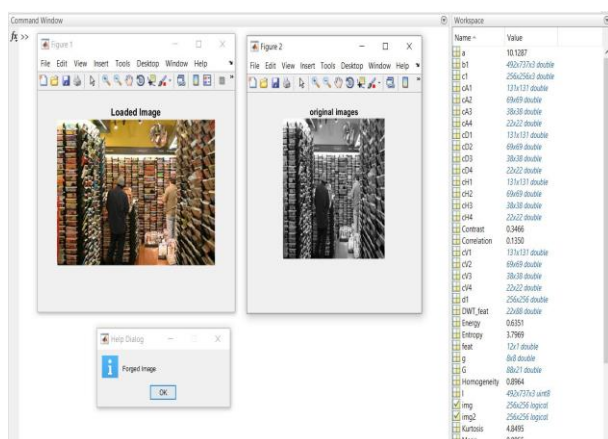 Command Window
fx >>
Figure 1
File Edit View Insert Tools Desktop Window Help
Loaded Image
Figure 2
File Edit View Insert Tools Desktop Window Help
original images
Help Dialog
Forged Image
OK
Workspace
Name Value
a 10.1287
b1 492x737x3 double
c1 256x256x3 double
cA1 131x131 double
cA2 69x69 double
cA3 38x38 double
cA4 22x22 double
cD1 131x131 double
cD2 69x69 double
cD3 38x38 double
cD4 22x22 double
cH1 131x131 double
cH2 69x69 double
cH3 38x38 double
cH4 22x22 double
Contrast 0.3466
Correlation 0.1350
cV1 131x131 double
cV2 69x69 double
cV3 38x38 double
cV4 22x22 double
d1 256x256 double
DWT_feat 22x88 double
Energy 0.6351
Entropy 3.7969
feat 12x1 double
g 8x8 double
G 88x21 double
Homogeneity 0.8964
I 492x737x3 uint8
img 256x256 logical
img2 256x256 logical
Kurtosis 4.8495